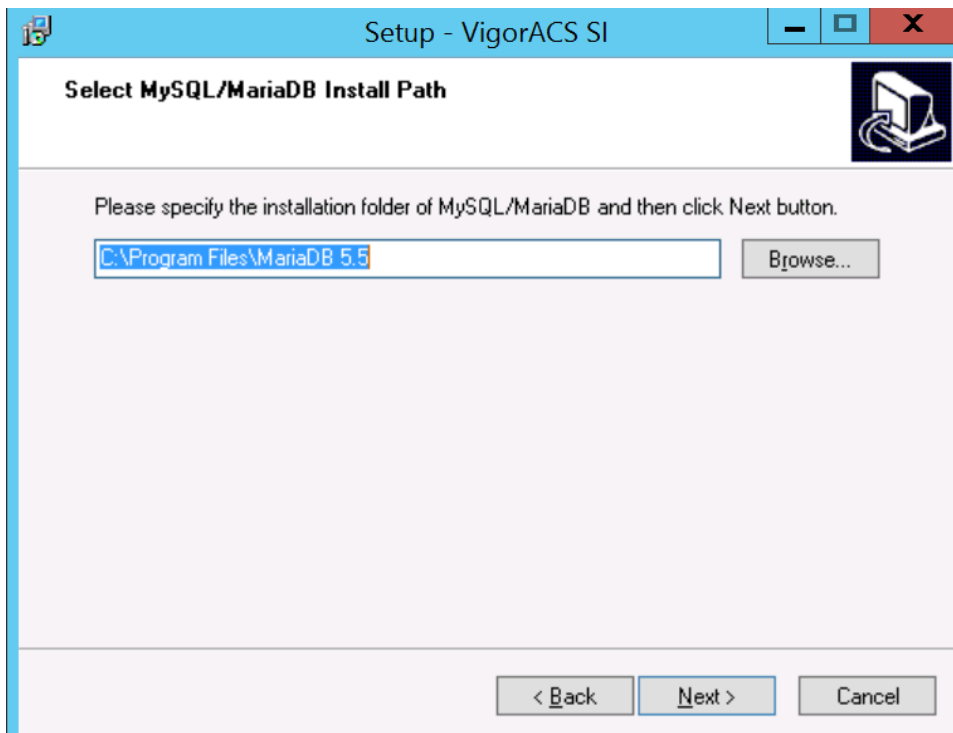 Setup - VigorACS SI
Select MySQL/MariaDB Install Path
Please specify the installation folder of MySQL/MariaDB and then click Next button.
C:\Program Files\MariaDB 5.5
Browse...
< Back
Next >
Cancel